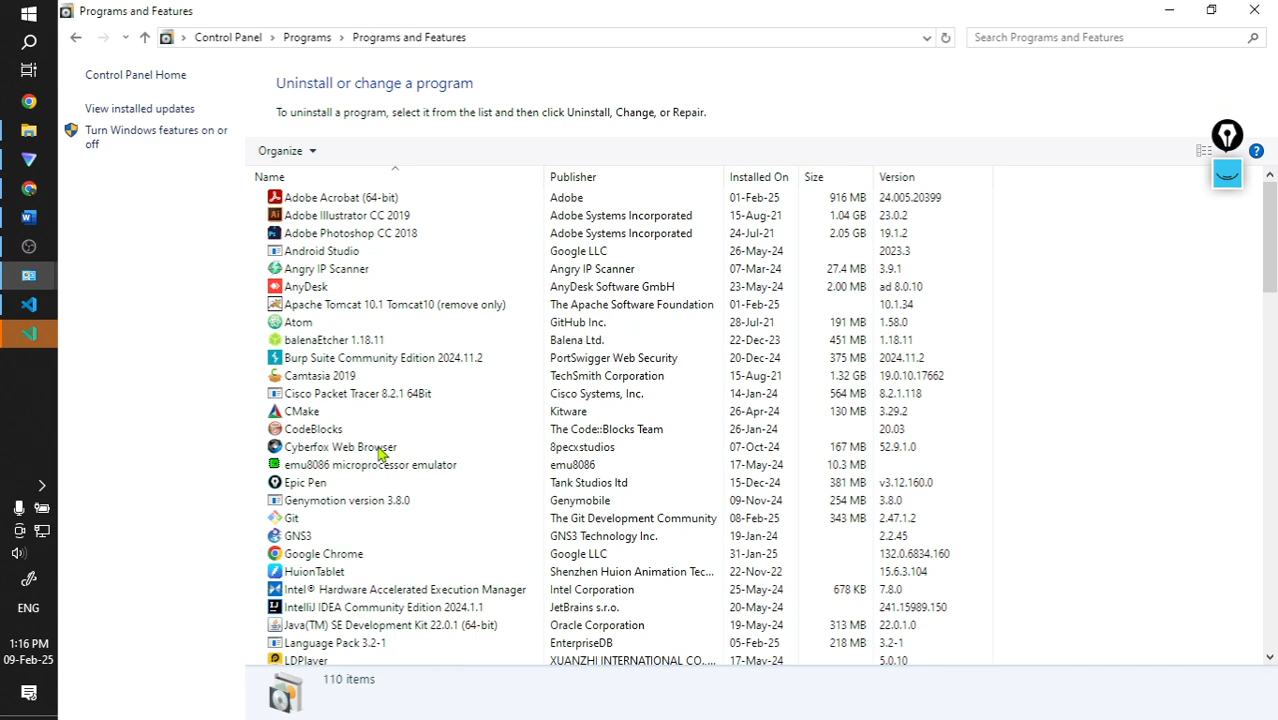 Programs and Features
Control Panel > Programs > Programs and Features
Search Programs and Features
Control Panel Home
View installed updates
Turn Windows features on or
off
Uninstall or change a program
To uninstall a program, select it from the list and then click Uninstall, Change, or Repair.
Organize
Name Publisher Installed On Size Version
Adobe Acrobat (64-bit) Adobe 01-Feb-25 916 MB 24.005.20399
Adobe Illustrator CC 2019 Adobe Systems Incorporated 15-Aug-21 1.04 GB 23.0.2
Adobe Photoshop CC 2018 Adobe Systems Incorporated 24-Jul-21 2.05 GB 19.1.2
Android Studio Google LLC 26-May-24 2023.3
Angry IP Scanner Angry IP Scanner 07-Mar-24 27.4 MB 3.9.1
AnyDesk AnyDesk Software GmbH 23-May-24 2.00 MB ad 8.0.10
Apache Tomcat 10.1 Tomcat10 (remove only) The Apache Software Foundation 01-Feb-25 10.1.34
Atom GitHub Inc. 28-Jul-21 191 MB 1.58.0
balenaEtcher 1.18.11 Balena Ltd. 22-Dec-23 451 MB 1.18.11
Burp Suite Community Edition 2024.11.2 PortSwigger Web Security 20-Dec-24 375 MB 2024.11.2
Camtasia 2019 TechSmith Corporation 15-Aug-21 1.32 GB 19.0.10.17662
Cisco Packet Tracer 8.2.1 64Bit Cisco Systems, Inc. 14-Jan-24 564 MB 8.2.1.118
CMake Kitware 26-Apr-24 130 MB 3.29.2
CodeBlocks The Code::Blocks Team 26-Jan-24 20.03
Cyberfox Web Browser 8pecxstudios 07-Oct-24 167 MB 52.9.1.0
emu8086 microprocessor emulator emu8086 17-May-24 10.3 MB
Epic Pen Tank Studios ltd 15-Dec-24 381 MB v3.12.160.0
Genymotion version 3.8.0 Genymobile 09-Nov-24 254 MB 3.8.0
Git The Git Development Community 08-Feb-25 343 MB 2.47.1.2
GNS3 GNS3 Technology Inc. 19-Jan-24 2.2.45
Google Chrome Google LLC 31-Jan-25 132.0.6834.160
HuionTablet Shenzhen Huion Animation Tec... 22-Nov-22 15.6.3.104
Intel® Hardware Accelerated Execution Manager Intel Corporation 25-May-24 678 KB 7.8.0
IntelliJ IDEA Community Edition 2024.1.1 JetBrains s.r.o. 20-May-24 241.15989.150
Java(TM) SE Development Kit 22.0.1 (64-bit) Oracle Corporation 19-May-24 313 MB 22.0.1.0
Language Pack 3.2-1 EnterpriseDB 05-Feb-25 218 MB 3.2-1
LDPlayer XUANZHI INTERNATIONAL CO.,... 17-May-24 5.0.10
110 items
ENG
1:16 PM
09-Feb-25